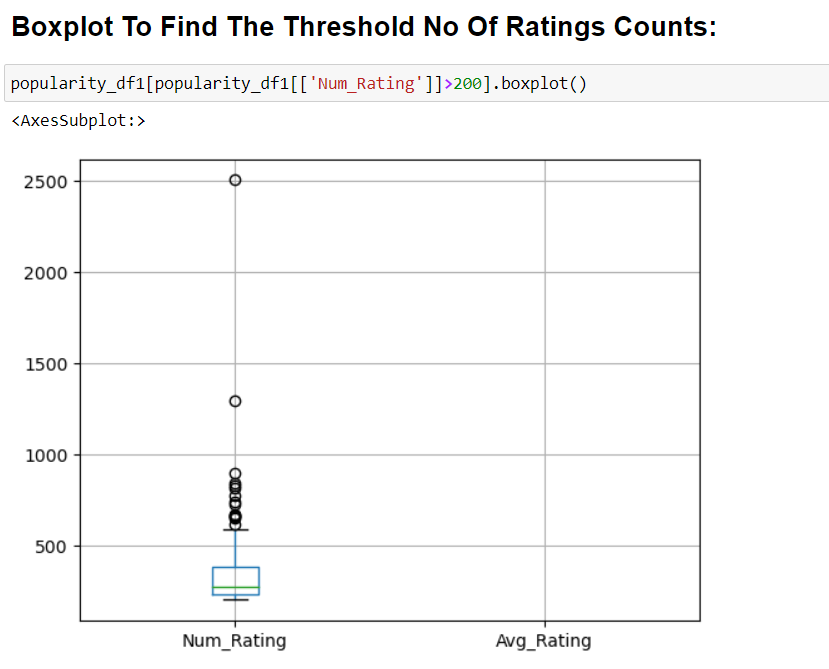 Boxplot To Find The Threshold No Of Ratings Counts:
popularity_df1[popularity_df1[['Num_Rating']]>200].boxplot()
<AxesSubplot:>
2500
2000
1500
1000
500
Num_Rating Avg_Rating